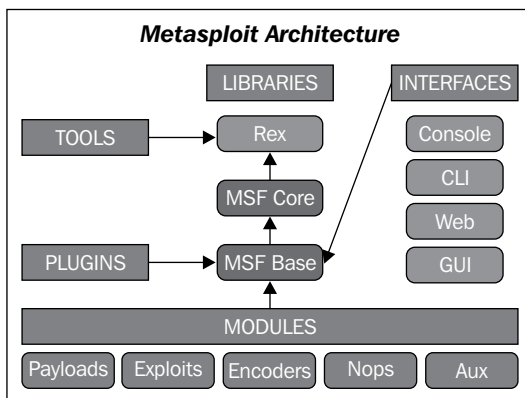 Metasploit Architecture
LIBRARIES
INTERFACES
TOOLS
Rex
Console
MSF Core
CLI
Web
PLUGINS
MSF Base
GUI
MODULES
Payloads
Exploits
Encoders
Nops
Aux